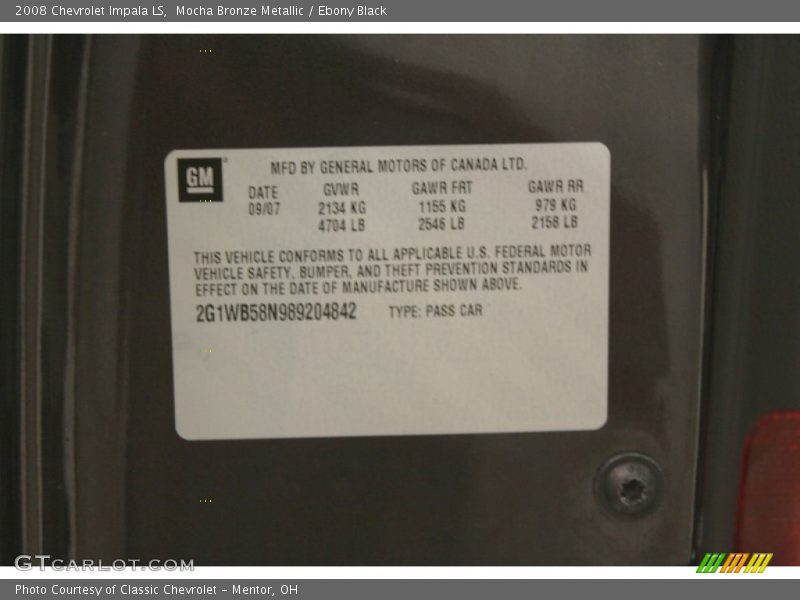 2008 Chevrolet Impala LS,  Mocha Bronze Metallic / Ebony Black
GM
MFD BY GENERAL MOTORS OF CANADA LTD.
DATE GVWR GAWR FRT GAWR RR
09/07 2134 KG 1155 KG 979 KG
4704 LB 2546 LB 2158 LB
THIS VEHICLE CONFORMS TO ALL APPLICABLE U.S. FEDERAL MOTOR
VEHICLE SAFETY, BUMPER, AND THEFT PREVENTION STANDARDS IN
EFFECT ON THE DATE OF MANUFACTURE SHOWN ABOVE.
2G1WB58N989204842 TYPE: PASS CAR
GTCARLOT.COM
Photo Courtesy of Classic Chevrolet - Mentor, OH